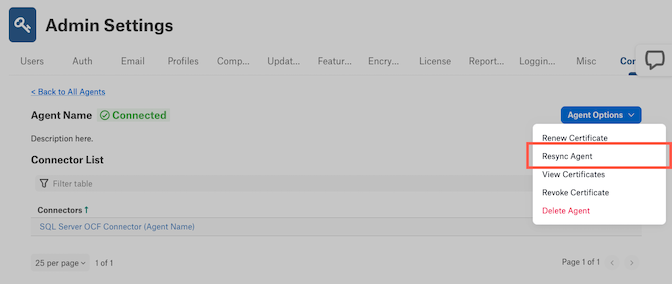 Admin Settings
Users Auth Email Profiles Comp... Updat... Featur... Encry... License Report... Loggin... Misc Con
< Back to All Agents
Agent Name Connected Agent Options
Description here.
Renew Certificate
Connector List
Resync Agent
View Certificates
Filter table
Revoke Certificate
Connectors ↑
Delete Agent
SQL Server OCF Connector (Agent Name)
25 per page 1 of 1 Page 1 of 1 < >